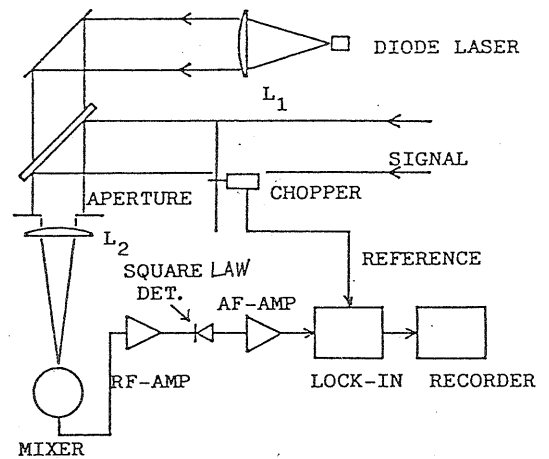 DIODE LASER
L1
SIGNAL
APERTURE
CHOPPER
L2
REFERENCE
SQUARE LAW
DET.
AF-AMP
RF-AMP
LOCK-IN
RECORDER
MIXER